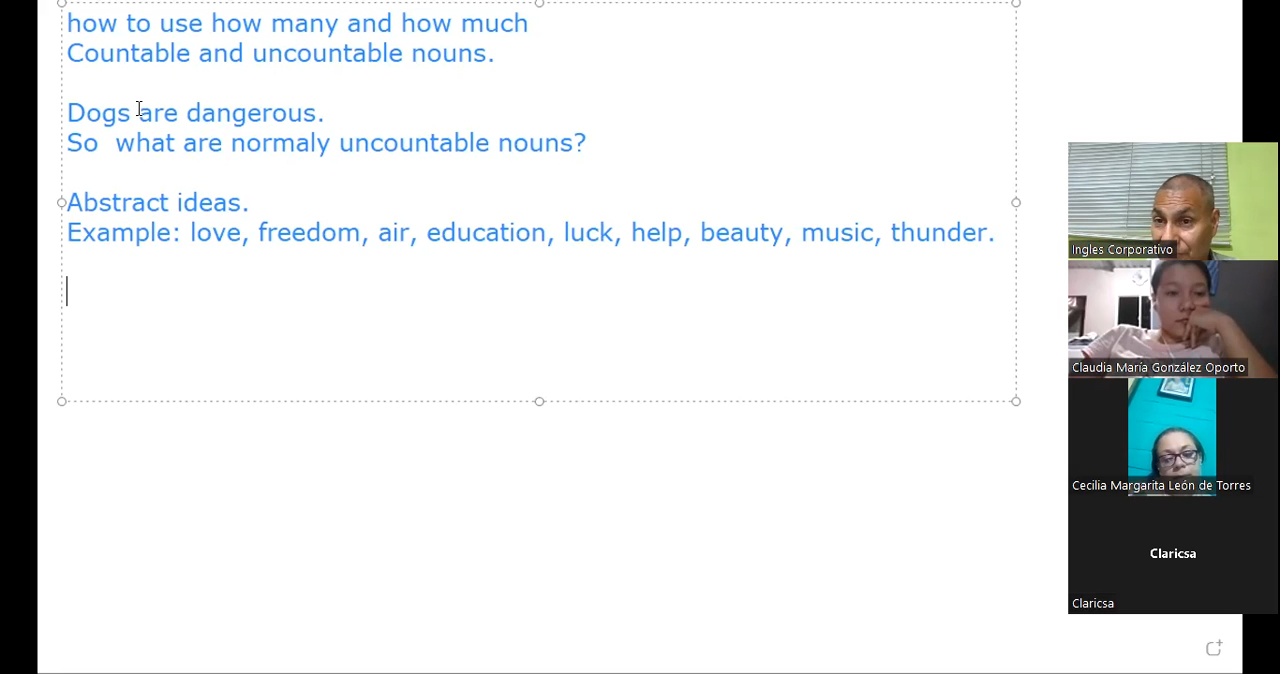 how to use how many and how much
Countable and uncountable nouns.
Dogs are dangerous.
So  what are normaly uncountable nouns?
Abstract ideas.
Example: love, freedom, air, education, luck, help, beauty, music, thunder.
Ingles Corporativo
Claudia María González Oporto
Cecilia Margarita León de Torres
Claricsa
Claricsa